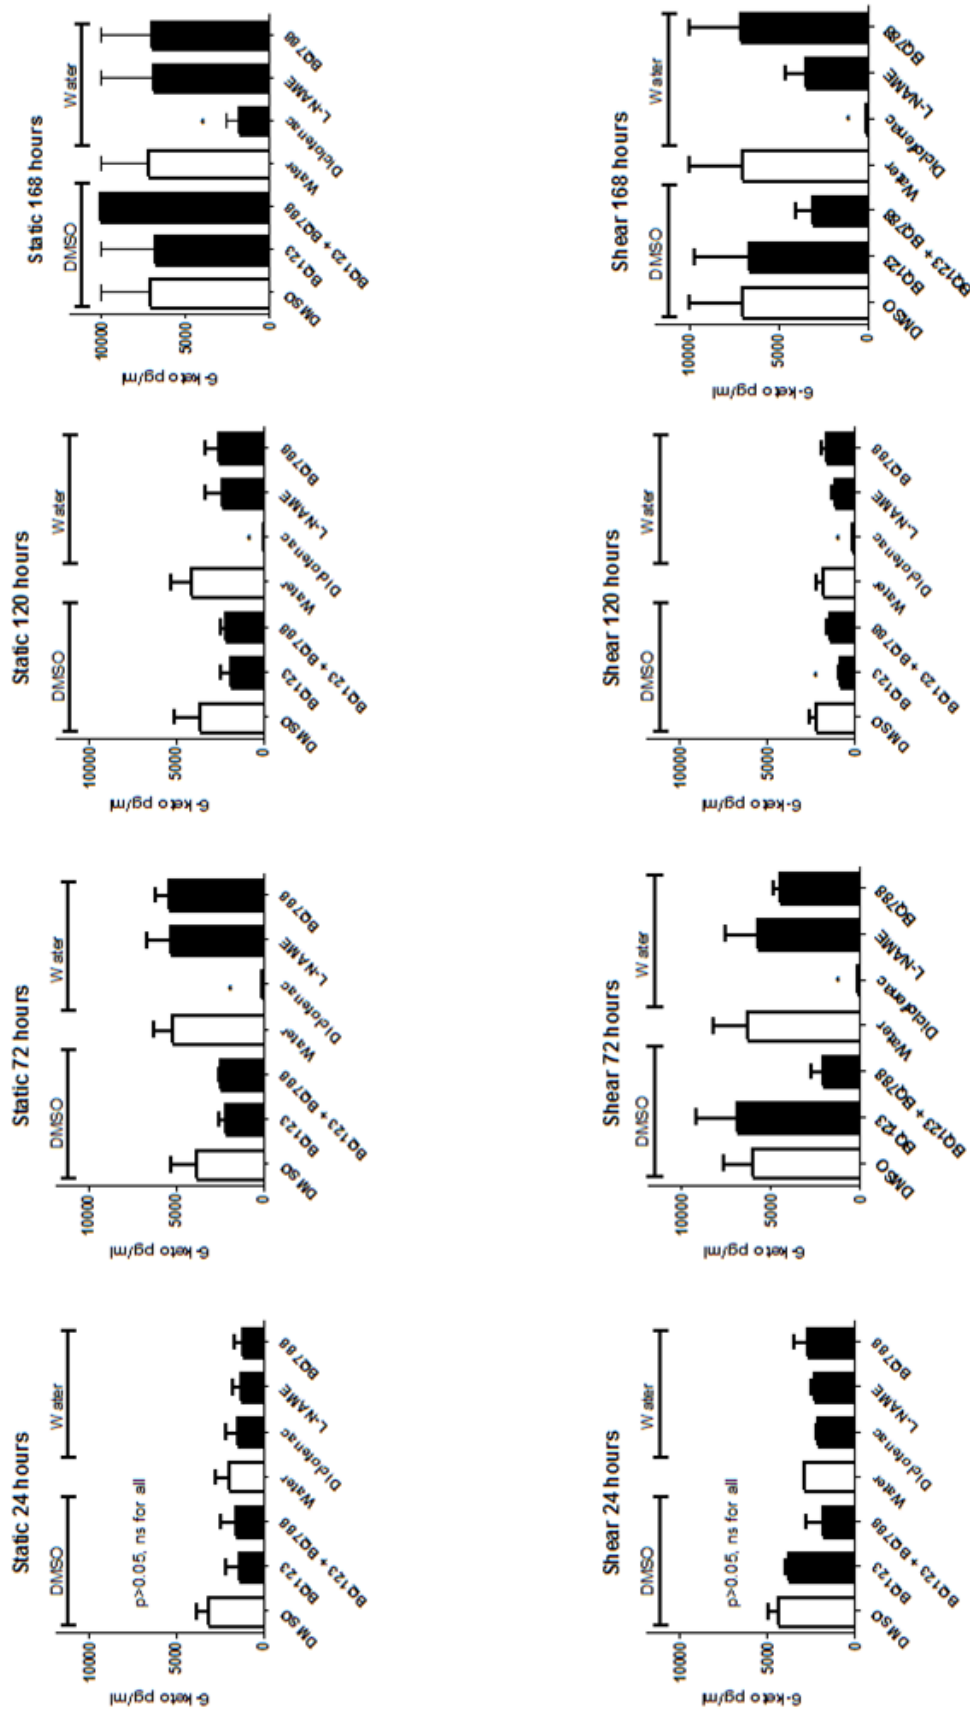 Static 24 hours
DMSO
Water
p>0.05, ns for all
6-keto pg/ml
10000
5000
0
DMSO
BQ123
BQ123 + BQ788
Water
Diclofenac
L-NAME
BQ788
Static 72 hours
DMSO
Water
6-keto pg/ml
10000
5000
0
DMSO
BQ123
BQ123 + BQ788
Water
Diclofenac
L-NAME
BQ788
Static 120 hours
DMSO
Water
6-keto pg/ml
10000
5000
0
DMSO
BQ123
BQ123 + BQ788
Water
Diclofenac
L-NAME
BQ788
Static 168 hours
DMSO
Water
6-keto pg/ml
10000
5000
0
DMSO
BQ123
BQ123 + BQ788
Water
Diclofenac
L-NAME
BQ788
Shear 24 hours
DMSO
Water
p>0.05, ns for all
6-keto pg/ml
10000
5000
0
DMSO
BQ123
BQ123 + BQ788
Water
Diclofenac
L-NAME
BQ788
Shear 72 hours
DMSO
Water
6-keto pg/ml
10000
5000
0
DMSO
BQ123
BQ123 + BQ788
Water
Diclofenac
L-NAME
BQ788
Shear 120 hours
DMSO
Water
6-keto pg/ml
10000
5000
0
DMSO
BQ123
BQ123 + BQ788
Water
Diclofenac
L-NAME
BQ788
Shear 168 hours
DMSO
Water
6-keto pg/ml
10000
5000
0
DMSO
BQ123
BQ123 + BQ788
Water
Diclofenac
L-NAME
BQ788